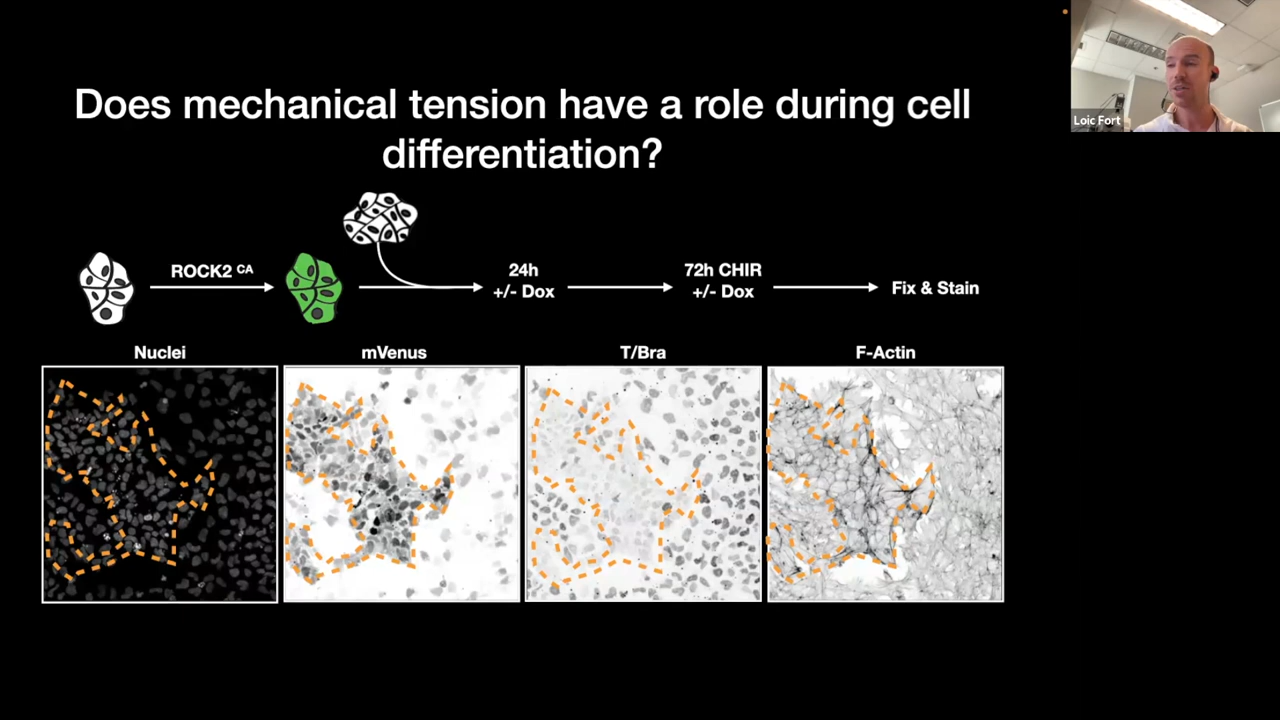 Does mechanical tension have a role during cell
differentiation?
ROCK2 CA
24h
+/- Dox
72h CHIR
+/- Dox
Fix & Stain
Nuclei
mVenus
T/Bra
F-Actin
Loic Fort